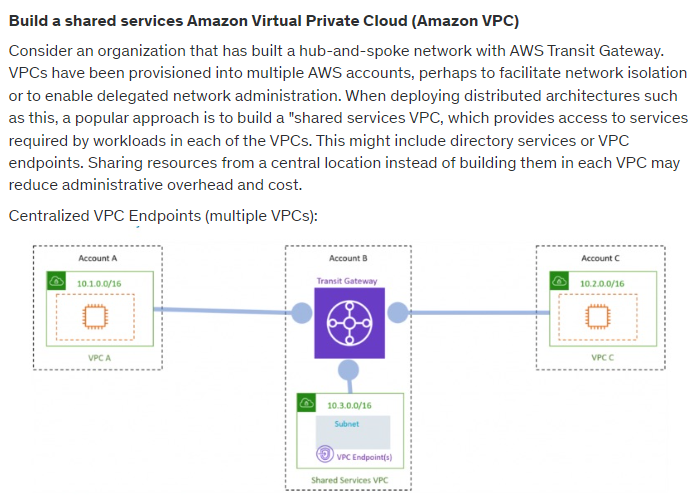 Build a shared services Amazon Virtual Private Cloud (Amazon VPC)
Consider an organization that has built a hub-and-spoke network with AWS Transit Gateway.
VPCs have been provisioned into multiple AWS accounts, perhaps to facilitate network isolation
or to enable delegated network administration. When deploying distributed architectures such
as this, a popular approach is to build a "shared services VPC, which provides access to services
required by workloads in each of the VPCs. This might include directory services or VPC
endpoints. Sharing resources from a central location instead of building them in each VPC may
reduce administrative overhead and cost.
Centralized VPC Endpoints (multiple VPCs):
Account A
10.1.0.0/16
VPC A
Account B
Transit Gateway
10.3.0.0/16
Subnet
VPC Endpoint(s)
Shared Services VPC
Account C
10.2.0.0/16
VPC C